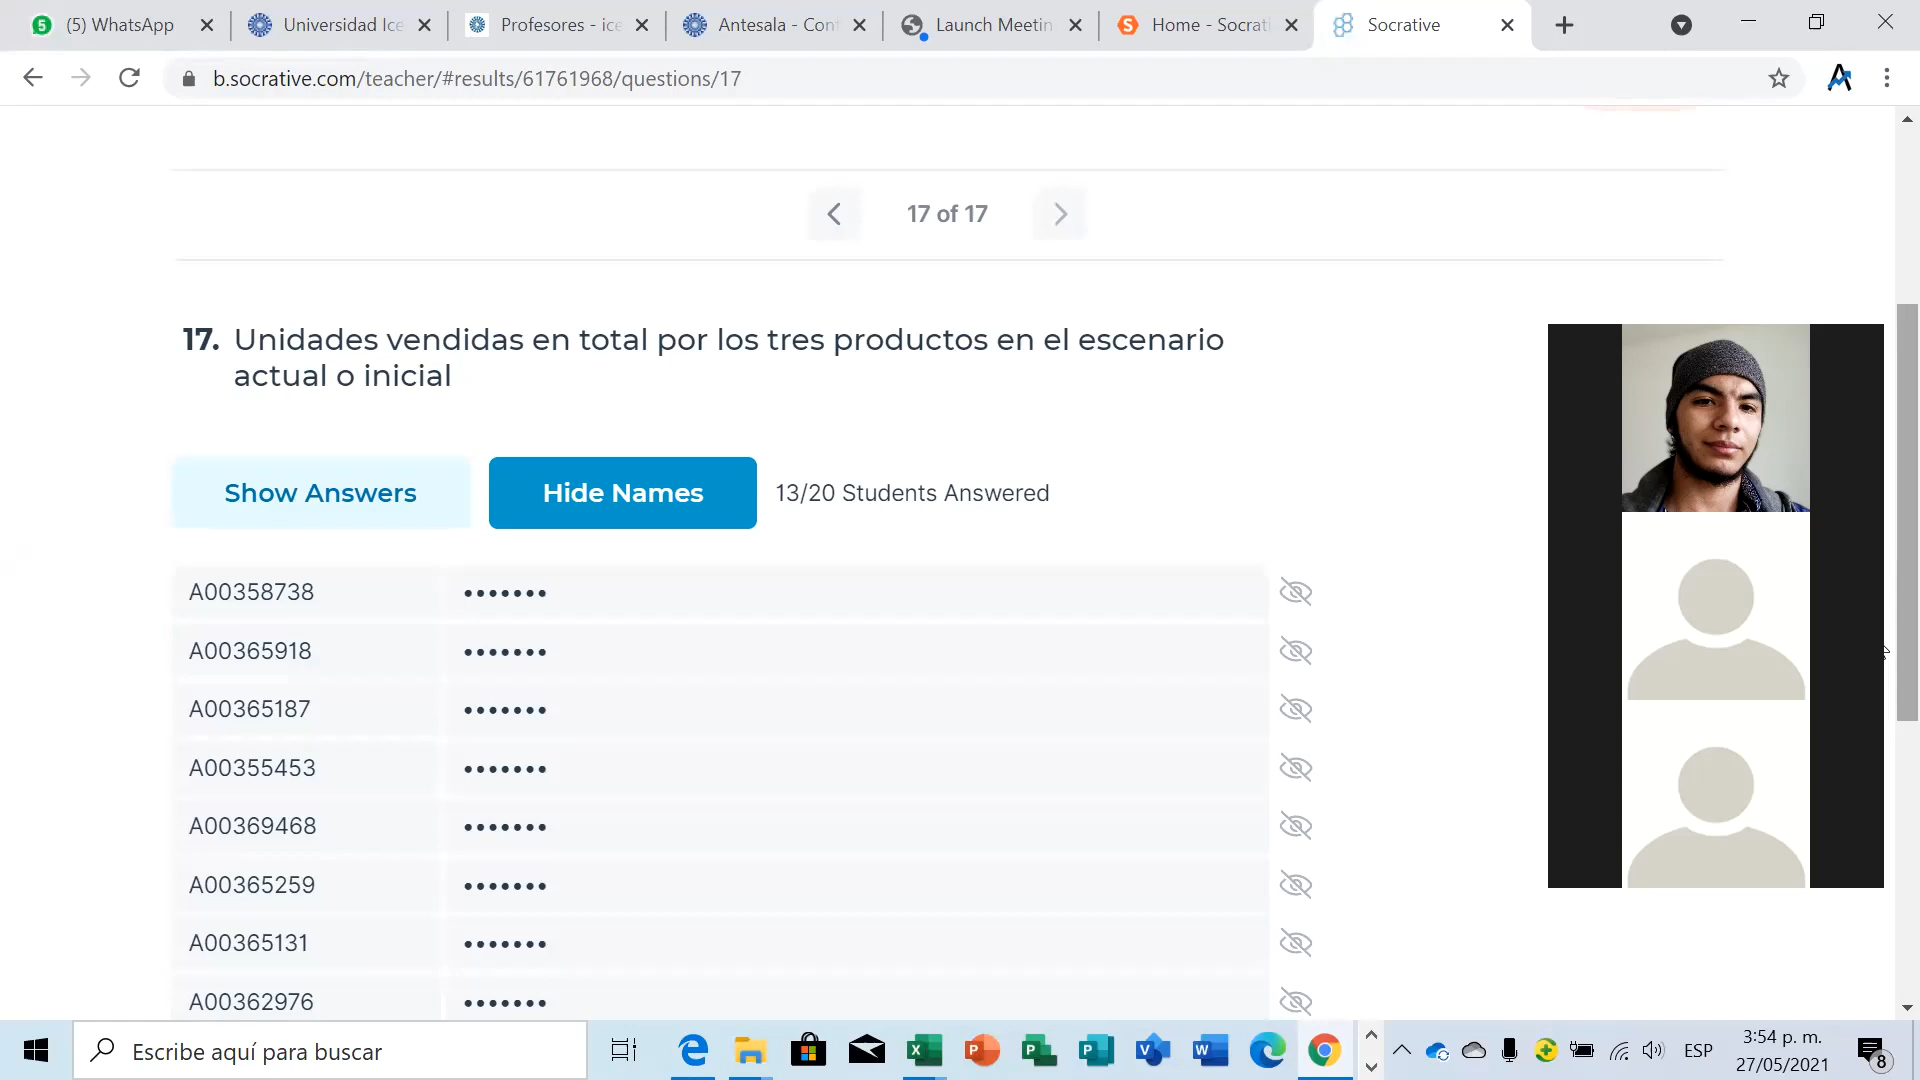 5 (5) WhatsApp Universidad Ice Profesores - ice Antesala - Conf Launch Meetin S Home - Socrati Socrative
b.socrative.com/teacher/#results/61761968/questions/17
17 of 17
17. Unidades vendidas en total por los tres productos en el escenario
actual o inicial
Show Answers Hide Names 13/20 Students Answered
A00358738 •••••••
A00365918 •••••••
A00365187 •••••••
A00355453 •••••••
A00369468 •••••••
A00365259 •••••••
A00365131 •••••••
A00362976 •••••••
Escribe aquí para buscar ESP 3:54 p. m.
27/05/2021 8